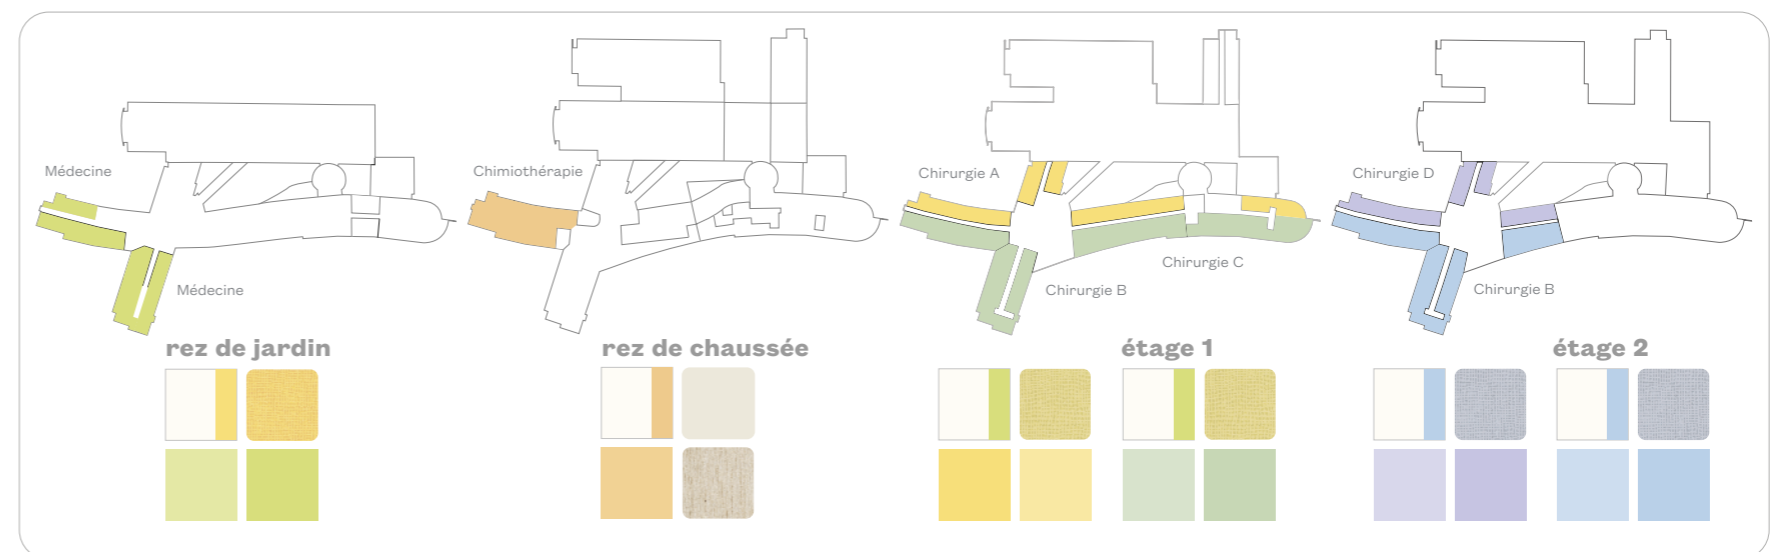 Médecine
Médecine
rez de jardin
Chimiothérapie
rez de chaussée
Chirurgie A
Chirurgie C
Chirurgie B
étage 1
Chirurgie D
Chirurgie B
étage 2